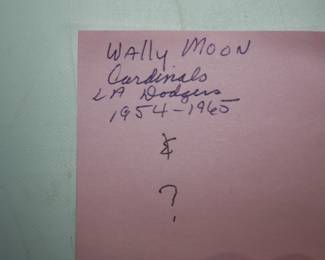 Wally Moon
Cardinals
LA Dodgers
1954-1965
&
?